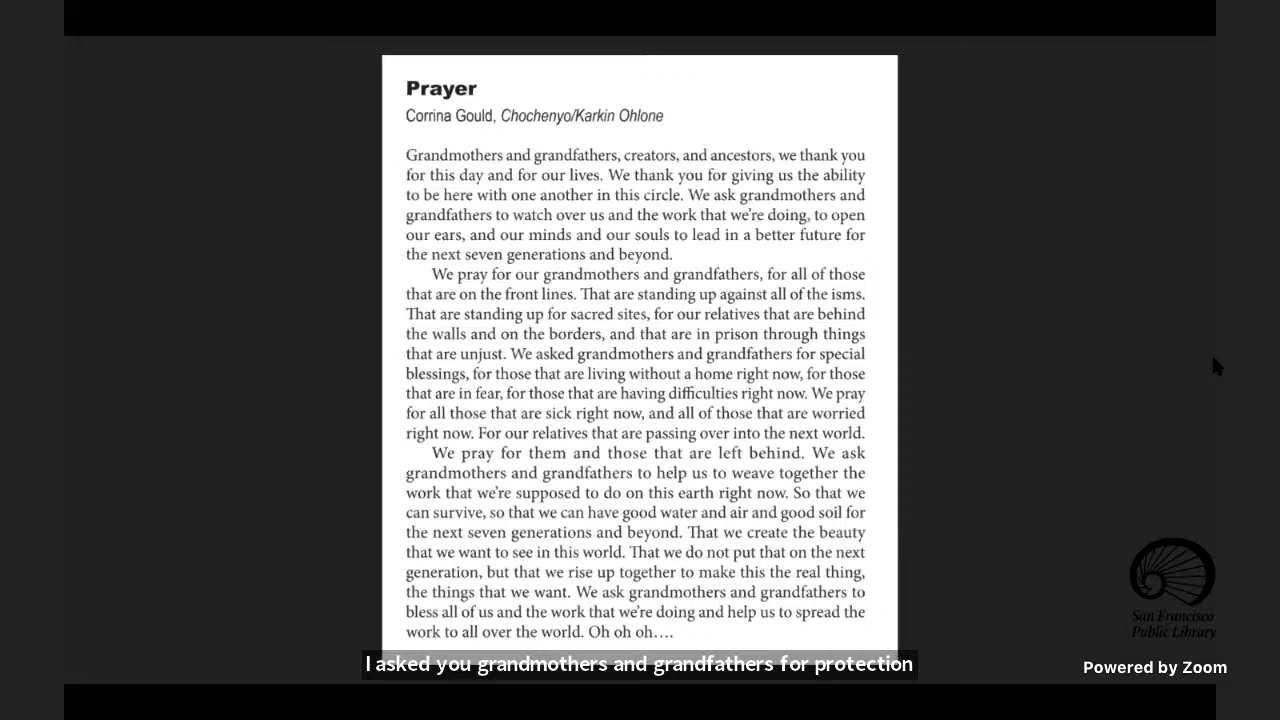 Prayer
Corrina Gould, Chochenyo/Karkin Ohlone
Grandmothers and grandfathers, creators, and ancestors, we thank you
for this day and for our lives. We thank you for giving us the ability
to be here with one another in this circle. We ask grandmothers and
grandfathers to watch over us and the work that we're doing, to open
our ears, and our minds and our souls to lead in a better future for
the next seven generations and beyond.
We pray for our grandmothers and grandfathers, for all of those
that are on the front lines. That are standing up against all of the isms.
That are standing up for sacred sites, for our relatives that are behind
the walls and on the borders, and that are in prison through things
that are unjust. We asked grandmothers and grandfathers for special
blessings, for those that are living without a home right now, for those
that are in fear, for those that are having difficulties right now. We pray
for all those that are sick right now, and all of those that are worried
right now. For our relatives that are passing over into the next world.
We pray for them and those that are left behind. We ask
grandmothers and grandfathers to help us to weave together the
work that we're supposed to do on this earth right now. So that we
can survive, so that we can have good water and air and good soil for
the next seven generations and beyond. That we create the beauty
that we want to see in this world. That we do not put that on the next
generation, but that we rise up together to make this the real thing,
the things that we want. We ask grandmothers and grandfathers to
bless all of us and the work that we're doing and help us to spread the
work to all over the world. Oh oh oh….
I asked you grandmothers and grandfathers for protection
San Francisco
Public Library
Powered by Zoom